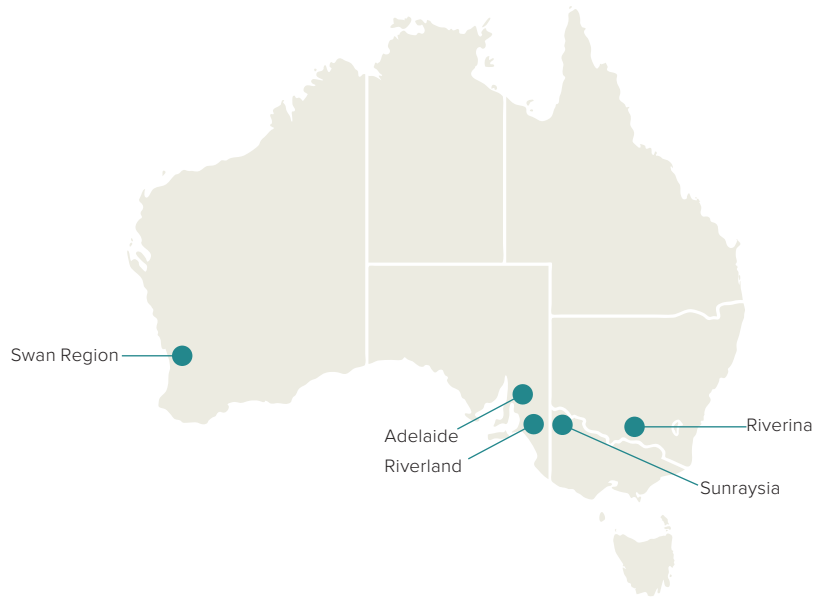 Swan Region
Adelaide
Riverina
Riverland
Sunraysia